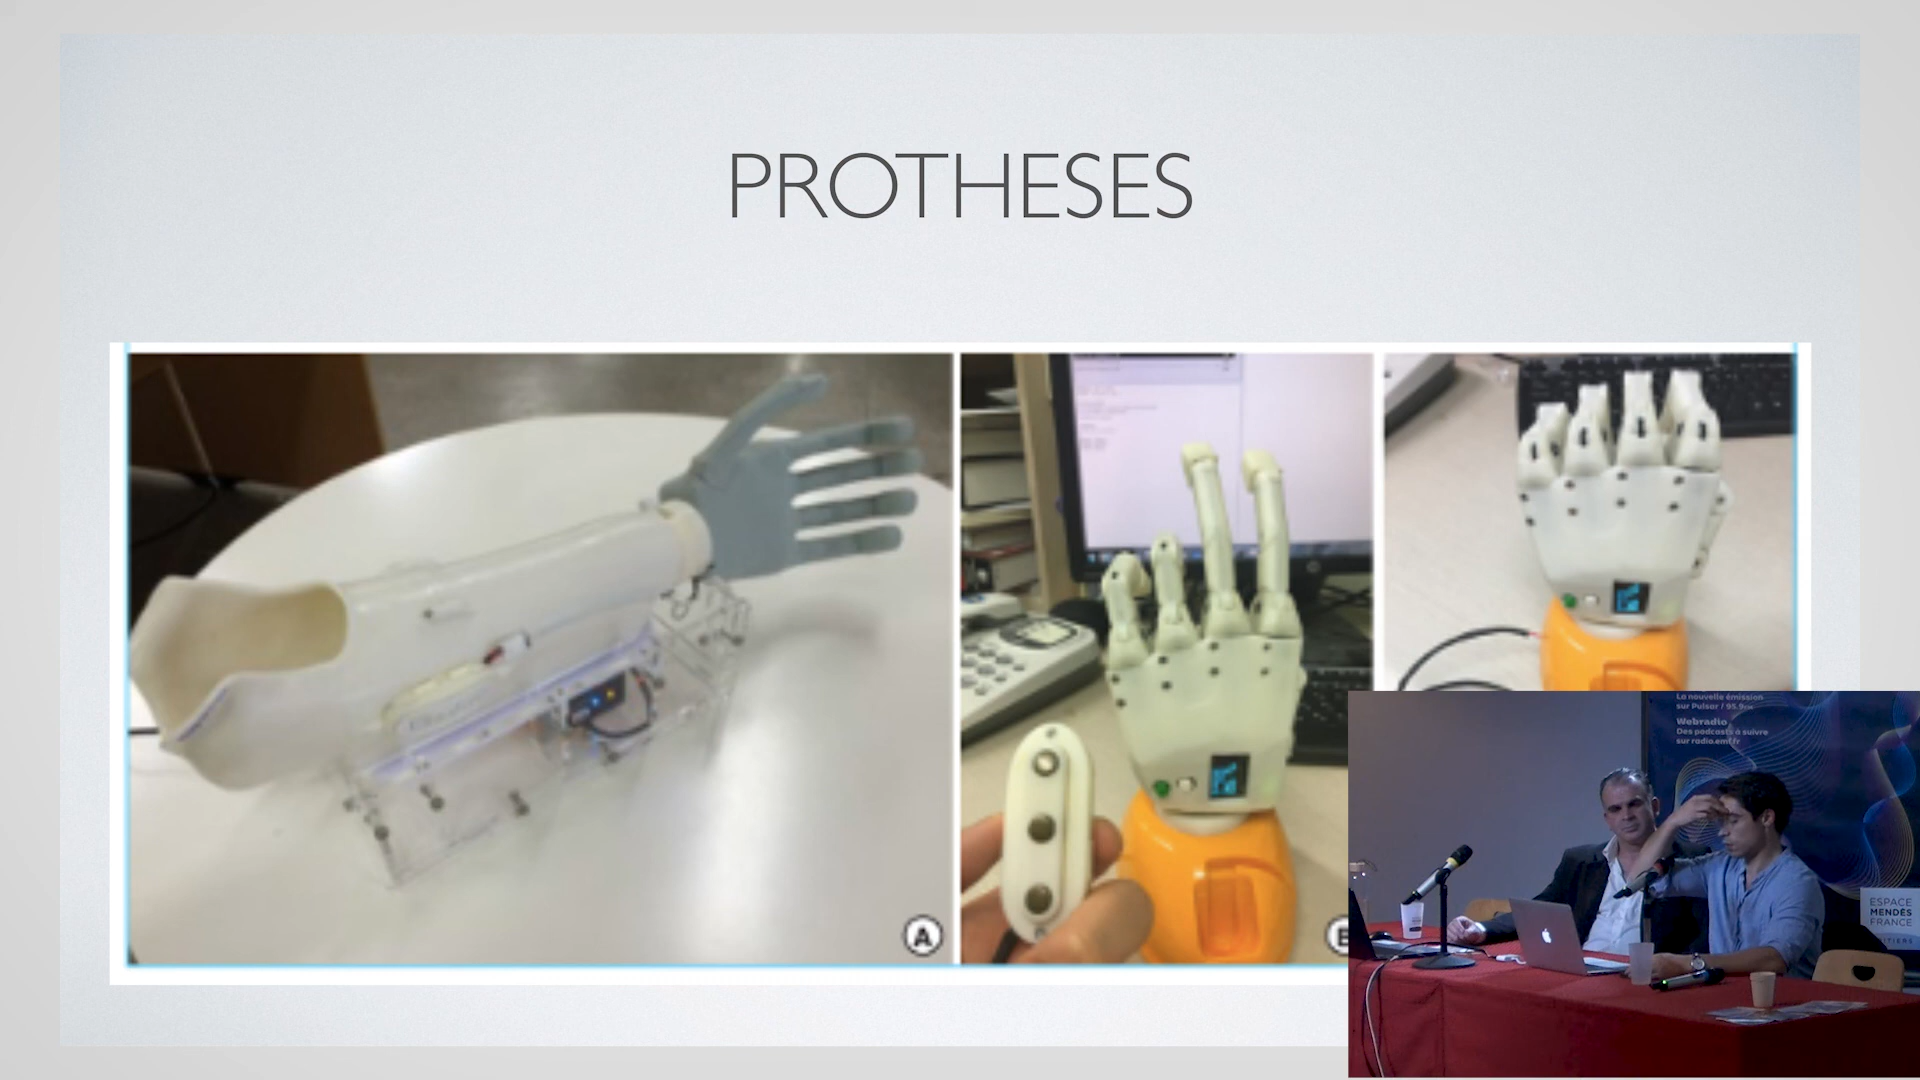 PROTHESES
A
B
La nouvelle émission
sur Pulsar / 95.9
Webradio
Des podcasts à suivre
sur radio.emf.fr
ESPACE
MENDÈS
FRANCE